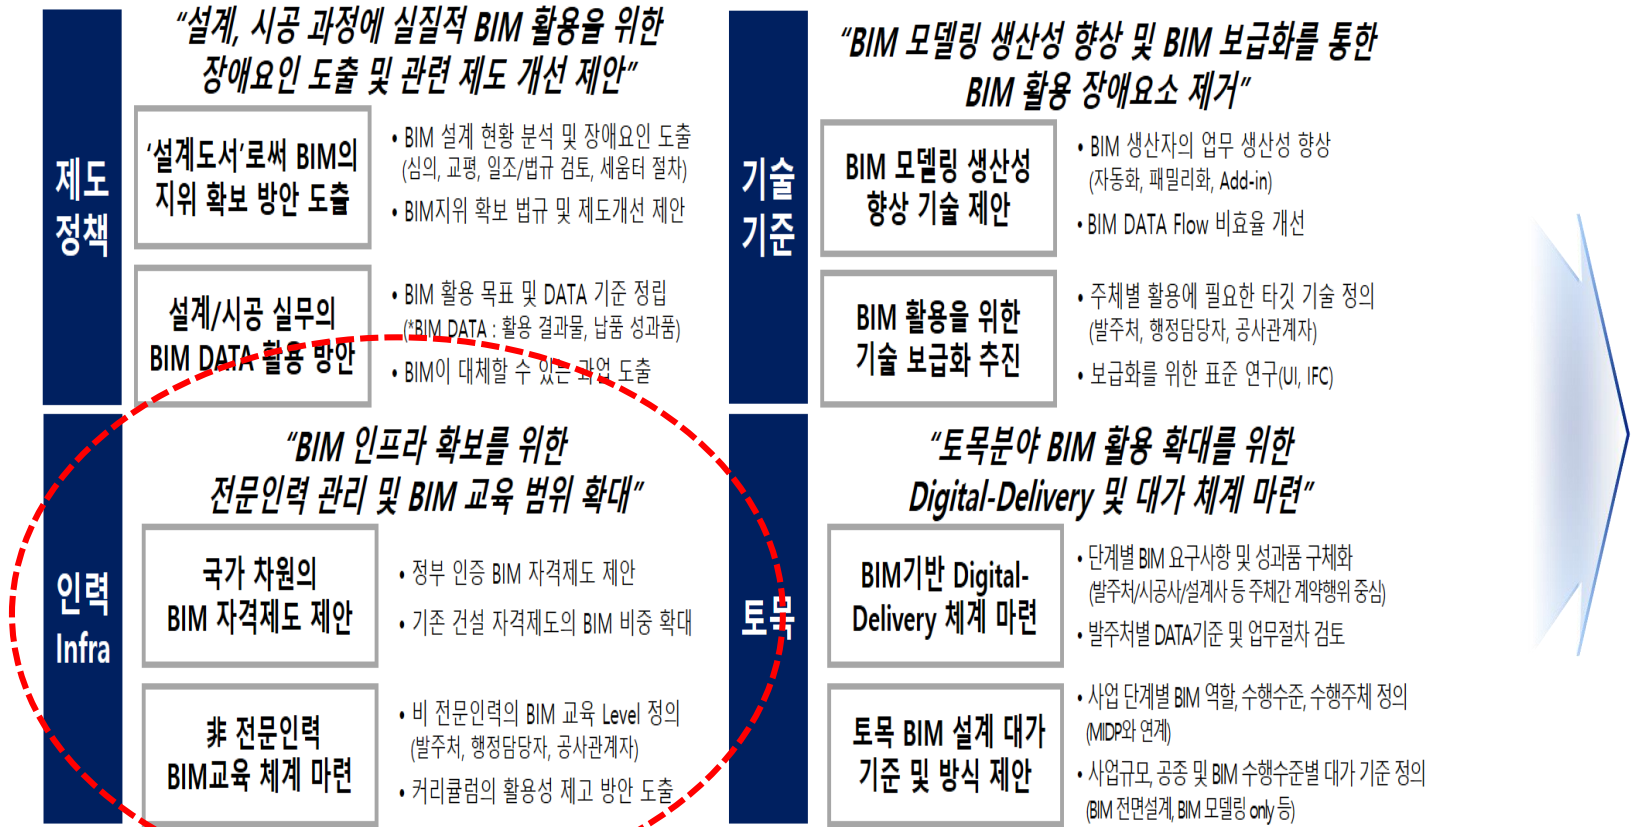 제도
정책
“설계, 시공 과정에 실질적 BIM 활용을 위한
장애요인 도출 및 관련 제도 개선 제안”
‘설계도서’로써 BIM의
지위 확보 방안 도출
• BIM 설계 현황 분석 및 장애요인 도출
(심의, 교평, 일조/법규 검토, 세움터 절차)
• BIM지위 확보 법규 및 제도개선 제안
설계/시공 실무의
BIM DATA 활용 방안
• BIM 활용 목표 및 DATA 기준 정립
(*BIM DATA : 활용 결과물, 납품 성과품)
• BIM이 대체할 수 있는 과업 도출
기술
기준
“BIM 모델링 생산성 향상 및 BIM 보급화를 통한
BIM 활용 장애요소 제거”
BIM 모델링 생산성
향상 기술 제안
• BIM 생산자의 업무 생산성 향상
(자동화, 패밀리화, Add-in)
• BIM DATA Flow 비효율 개선
BIM 활용을 위한
기술 보급화 추진
• 주체별 활용에 필요한 타깃 기술 정의
(발주처, 행정담당자, 공사관계자)
• 보급화를 위한 표준 연구(UI, IFC)
인력
Infra
“BIM 인프라 확보를 위한
전문인력 관리 및 BIM 교육 범위 확대”
국가 차원의
BIM 자격제도 제안
• 정부 인증 BIM 자격제도 제안
• 기존 건설 자격제도의 BIM 비중 확대
非 전문인력
BIM교육 체계 마련
• 비 전문인력의 BIM 교육 Level 정의
(발주처, 행정담당자, 공사관계자)
• 커리큘럼의 활용성 제고 방안 도출
토목
“토목분야 BIM 활용 확대를 위한
Digital-Delivery 및 대가 체계 마련”
BIM기반 Digital-
Delivery 체계 마련
• 단계별 BIM 요구사항 및 성과품 구체화
(발주처/시공사/설계사 등 주체간 계약행위 중심)
• 발주처별 DATA기준 및 업무절차 검토
토목 BIM 설계 대가
기준 및 방식 제안
• 사업 단계별 BIM 역할, 수행수준, 수행주체 정의
(MIDP와 연계)
• 사업규모, 공종 및 BIM 수행수준별 대가 기준 정의
(BIM 전면설계, BIM 모델링 only 등)